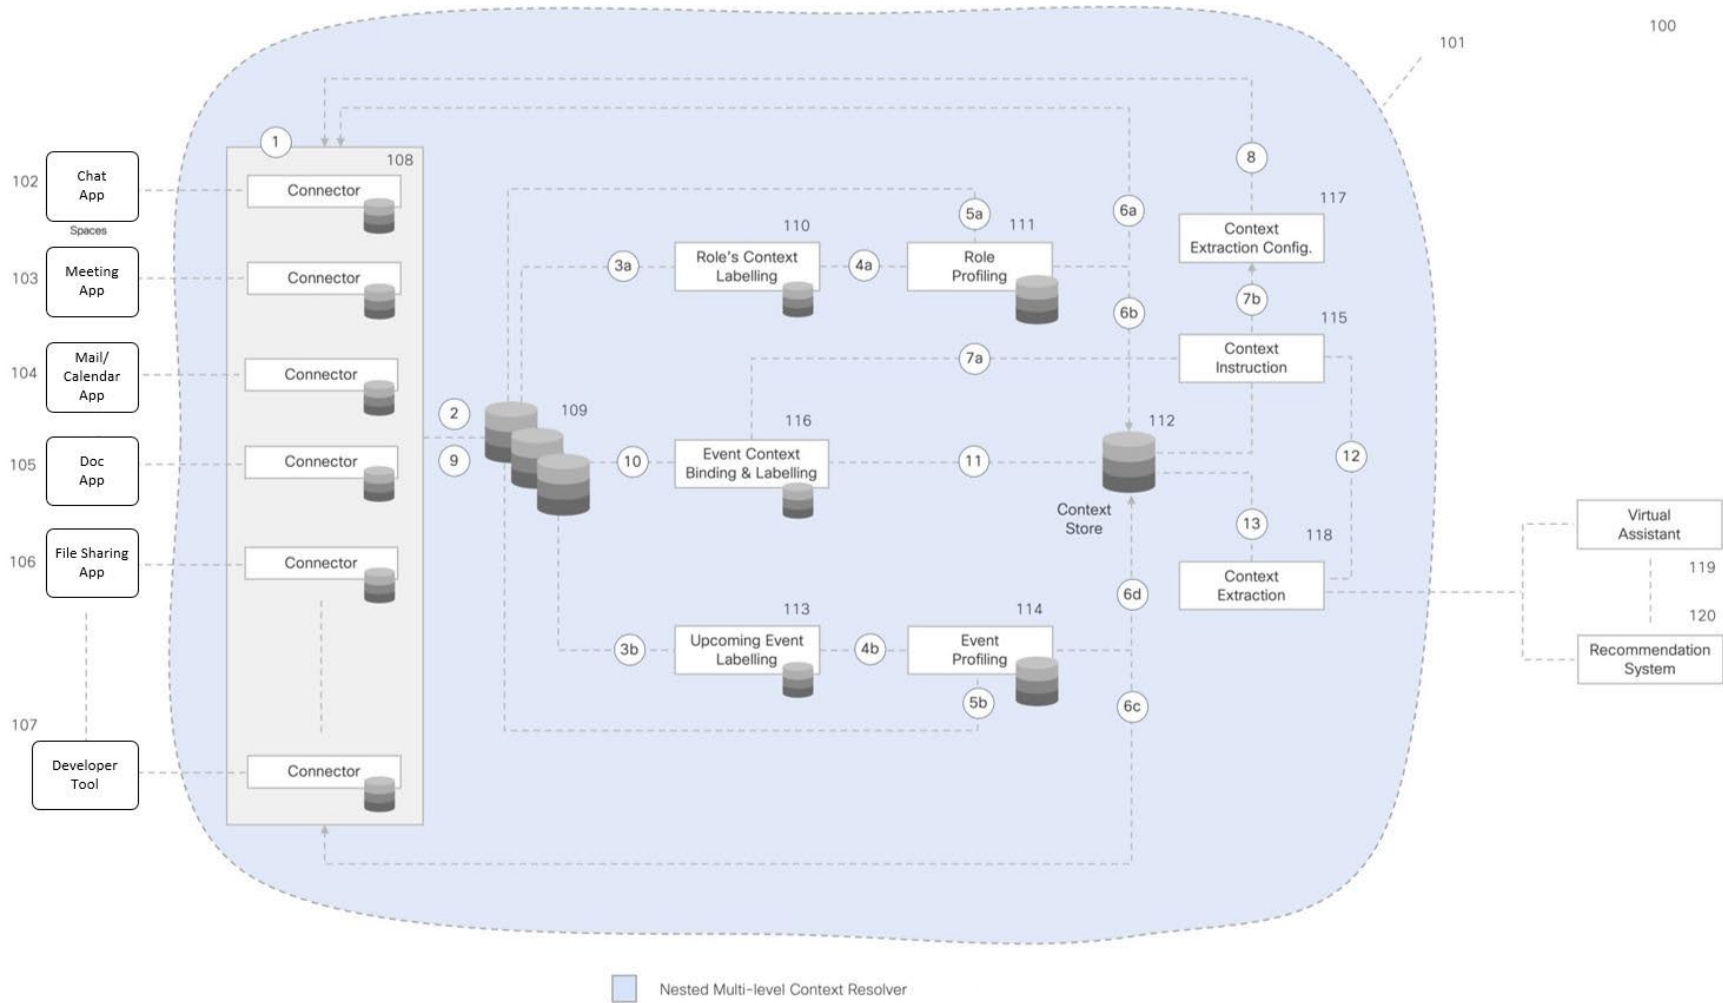 100
101
1
108
8
102
Chat
App
Connector
Spaces
117
6a
5a
110
111
Context
Extraction Config.
103
Meeting
App
Connector
3a
Role's Context
Labelling
4a
Role
Profiling
6b
7b
115
104
Mail/
Calendar
App
Connector
7a
Context
Instruction
2
109
116
112
105
Doc
App
Connector
9
10
Event Context
Binding & Labelling
11
12
Context
Store
13
118
Virtual
Assistant
106
File Sharing
App
Connector
Context
Extraction
119
113
114
6d
120
3b
Upcoming Event
Labelling
4b
Event
Profiling
Recommendation
System
5b
6c
107
Developer
Tool
Connector
Nested Multi-level Context Resolver